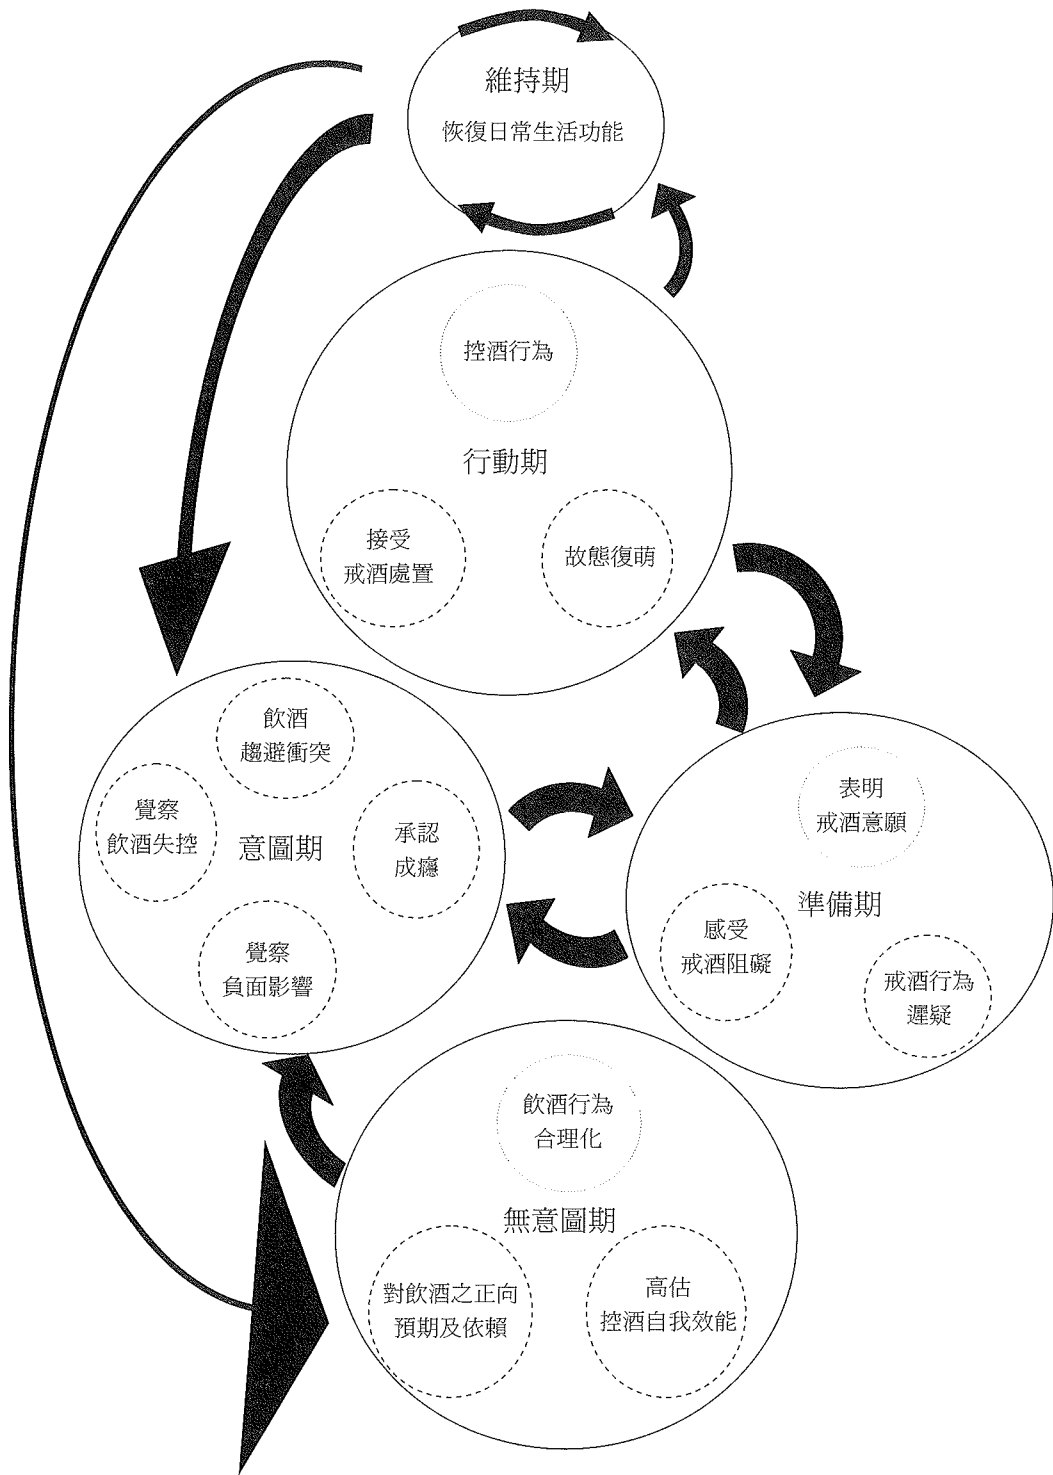 維持期
恢復日常生活功能
控酒行為
行動期
接受
戒酒處置
故態復萌
飲酒
趨避衝突
覺察
飲酒失控
意圖期
承認
成癮
覺察
負面影響
表明
戒酒意願
準備期
感受
戒酒阻礙
戒酒行為
遲疑
飲酒行為
合理化
無意圖期
對飲酒之正向
預期及依賴
高估
控酒自我效能